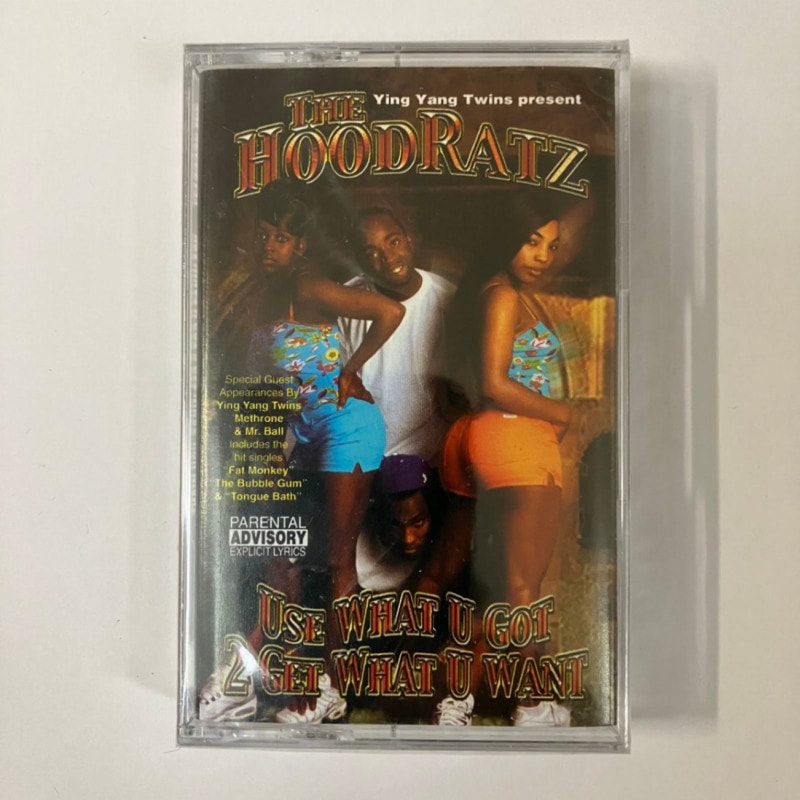 Ying Yang Twins present
THE
HOODRATZ
Special Guest
Appearances By
Ying Yang Twins
Methrone
& Mr. Ball
includes the
hit singles
"Fat Monkey"
The Bubble Gum"
& "Tongue Bath"
PARENTAL
ADVISORY
EXPLICIT LYRICS
USE WHAT U GOT
2 GET WHAT U WANT